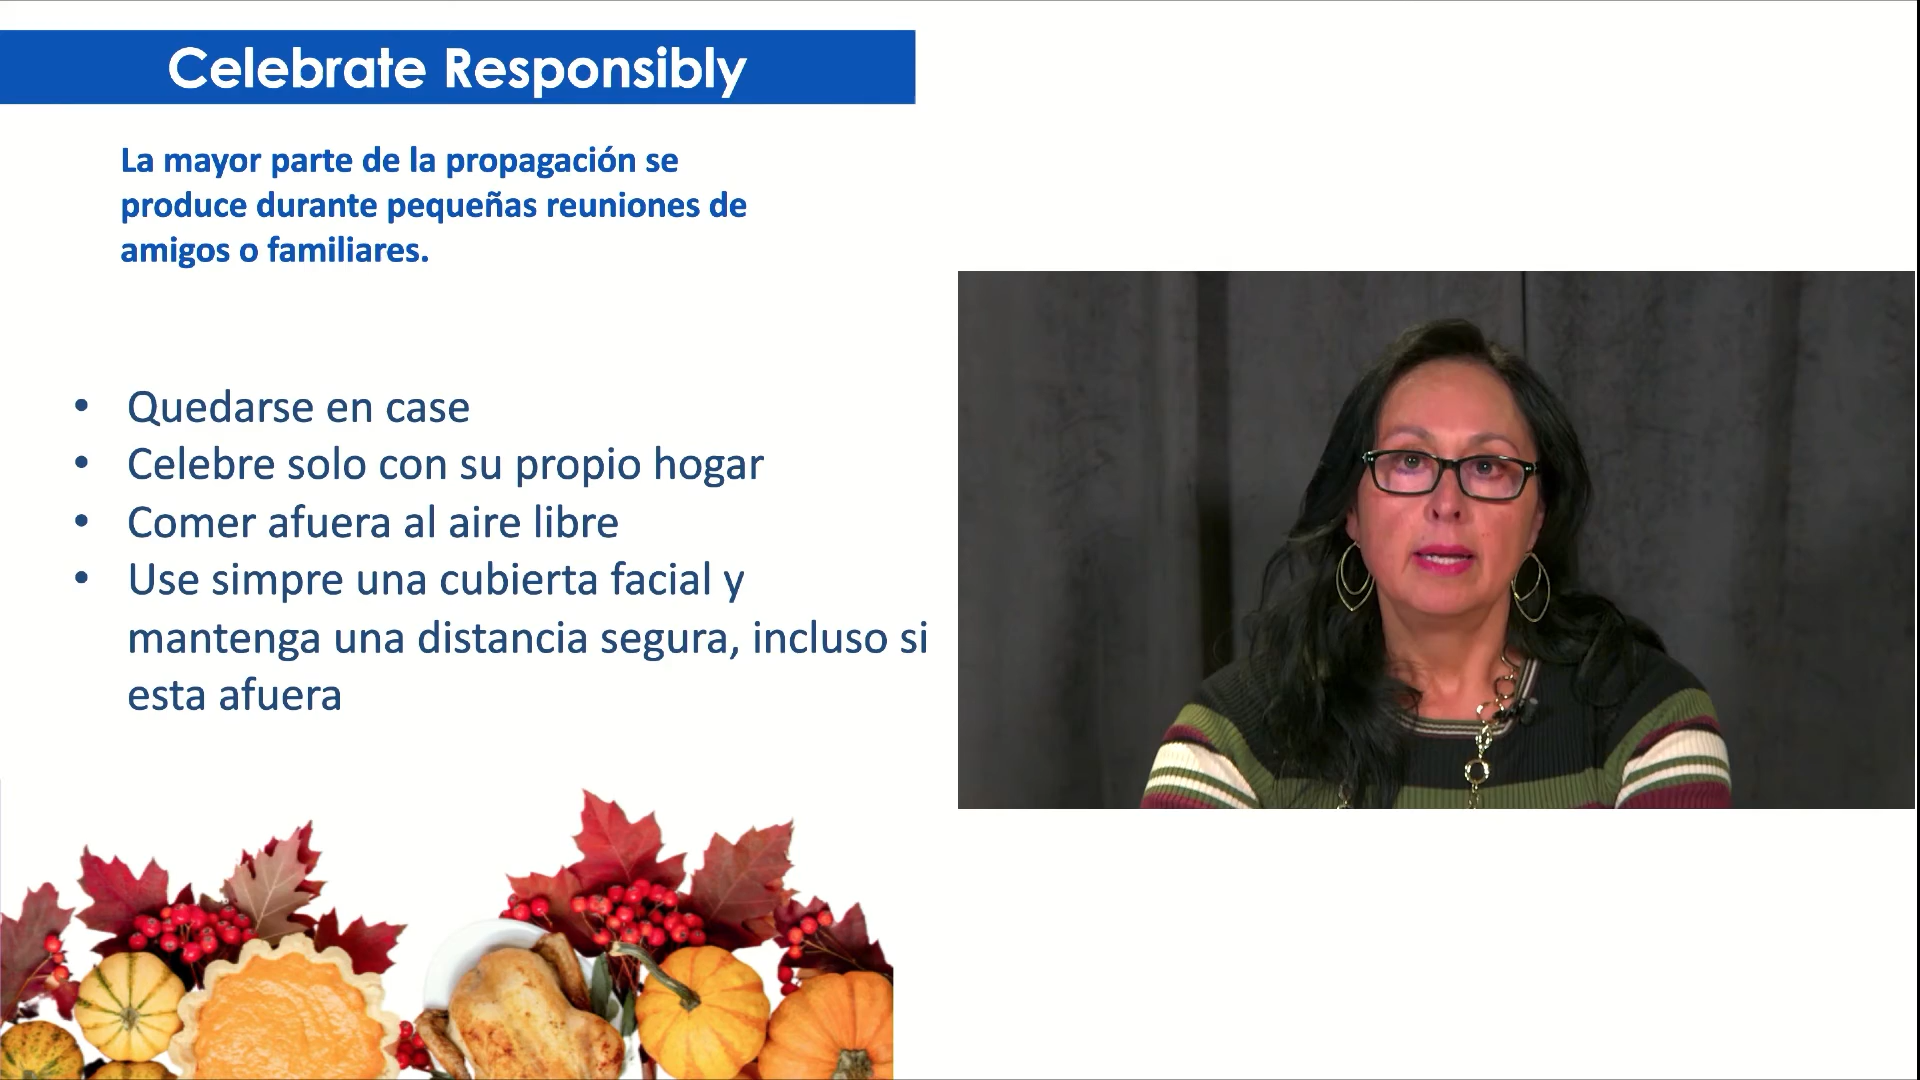 Celebrate Responsibly
La mayor parte de la propagación se
produce durante pequeñas reuniones de
amigos o familiares.
• Quedarse en case
• Celebre solo con su propio hogar
• Comer afuera al aire libre
• Use simpre una cubierta facial y
mantenga una distancia segura, incluso si
esta afuera